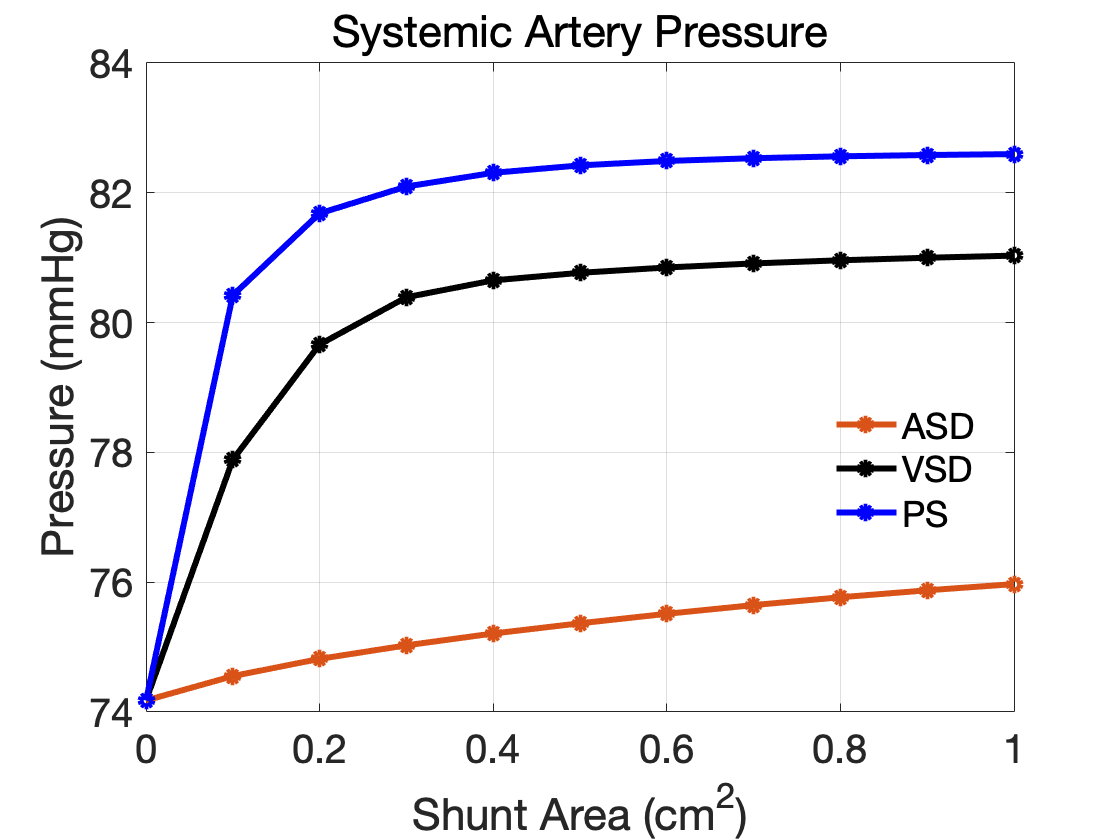 Systemic Artery Pressure
84
82
80
78
76
74
Pressure (mmHg)
ASD
VSD
PS
0 0.2 0.4 0.6 0.8 1
Shunt Area (cm²)